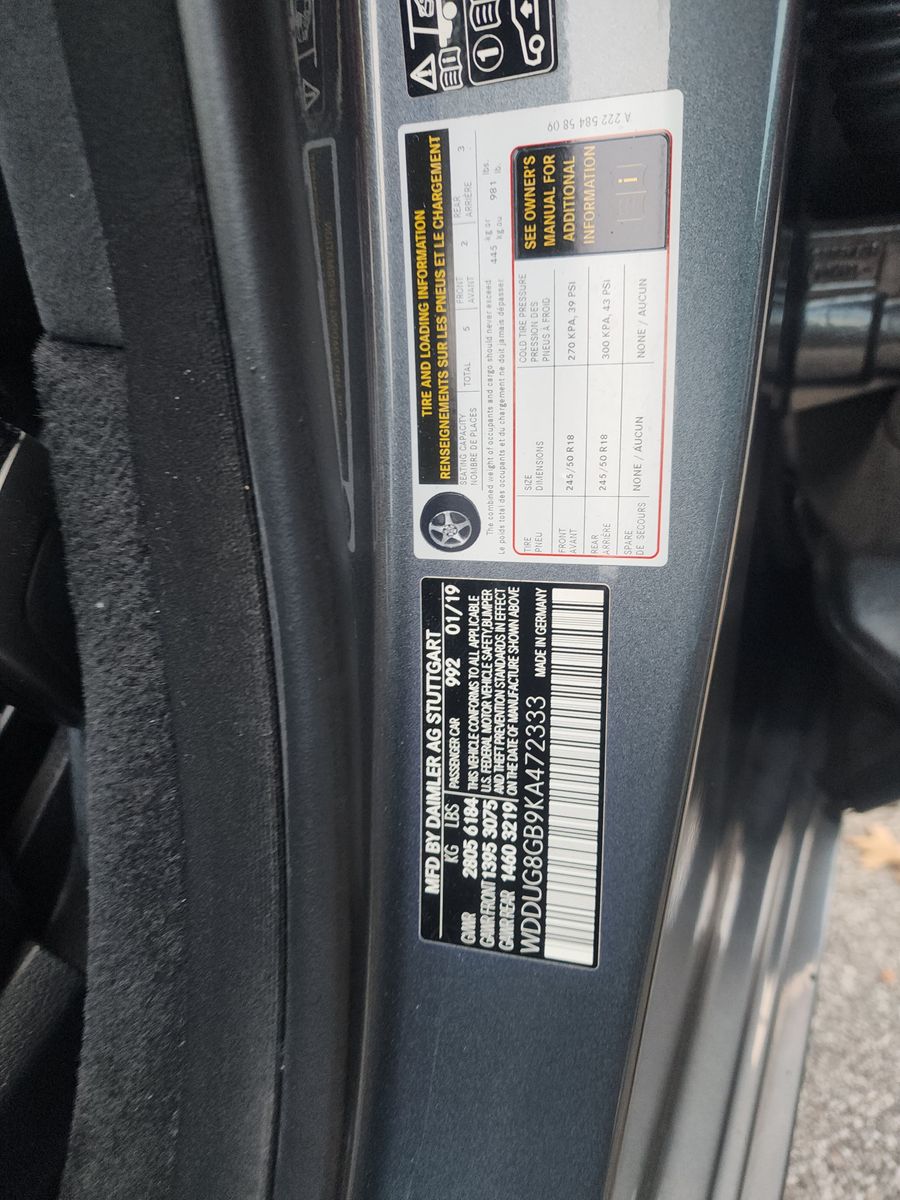 1
A 222 584 58 09
TIRE AND LOADING INFORMATION
RENSEIGNEMENTS SUR LES PNEUS ET LE CHARGEMENT
SEATING CAPACITY TOTAL 5 FRONT 2 REAR 3
NOMBRE DE PLACES AVANT ARRIÈRE
The combined weight of occupants and cargo should never exceed 445 kg or 981 lbs.
Le poids total des occupants et du chargement ne doit jamais dépasser kg ou lb.
TIRE SIZE COLD TIRE PRESSURE
PNEU DIMENSIONS PRESSION DES
PNEUS À FROID
FRONT 245/50 R18 270 KPA, 39 PSI
AVANT
REAR 245/50 R18 300 KPA, 43 PSI
ARRIÈRE
SPARE NONE / AUCUN NONE / AUCUN
DE SECOURS
SEE OWNER'S
MANUAL FOR
ADDITIONAL
INFORMATION
i
MFD BY DAIMLER AG STUTTGART
KG LBS PASSENGER CAR 992 01/19
GVWR 2805 6184 THIS VEHICLE CONFORMS TO ALL APPLICABLE
GAWR FRONT 1395 3075 U.S. FEDERAL MOTOR VEHICLE SAFETY,BUMPER
GAWR REAR 1460 3219 AND THEFT PREVENTION STANDARDS IN EFFECT
ON THE DATE OF MANUFACTURE SHOWN ABOVE
WDDUG8GB9KA472333 MADE IN GERMANY